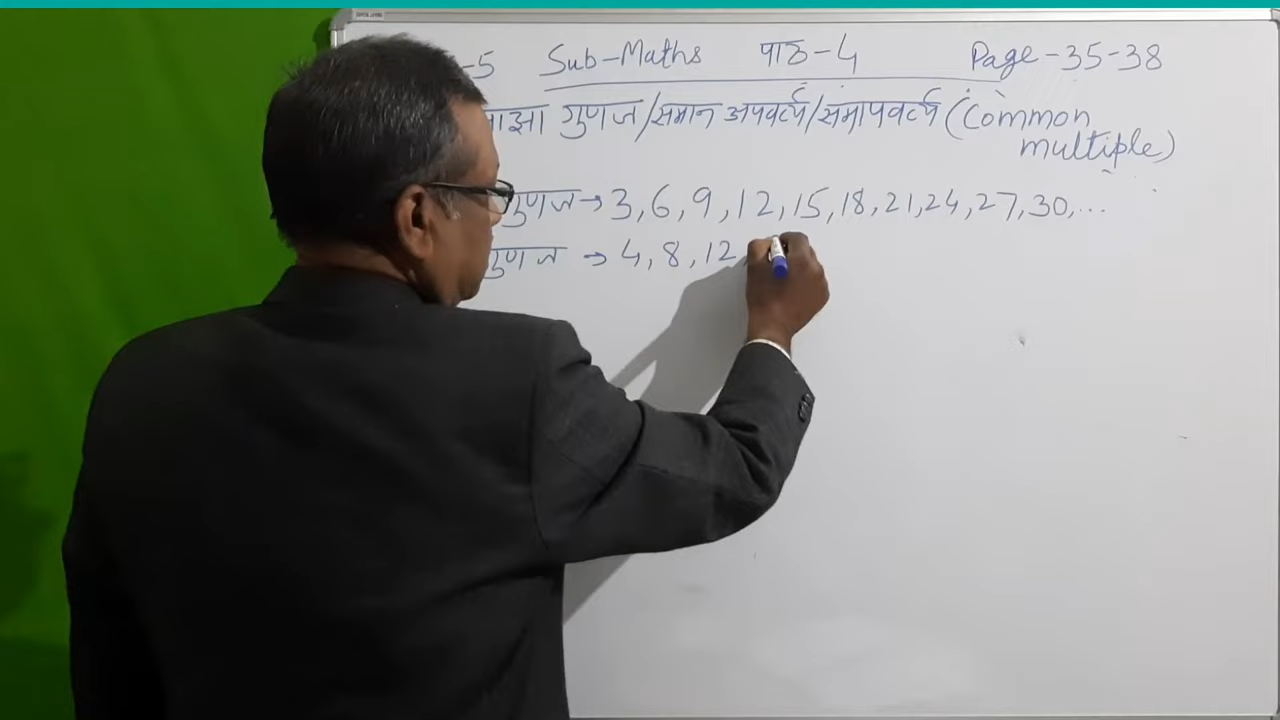 -5 Sub-Maths पाठ-4 Page-35-38
गुणज/समान अपवर्त्य/समापवर्त्य (Common
multiple)
गुणज → 3, 6, 9, 12, 15, 18, 21, 24, 27, 30, ...
गुणज → 4, 8, 12,